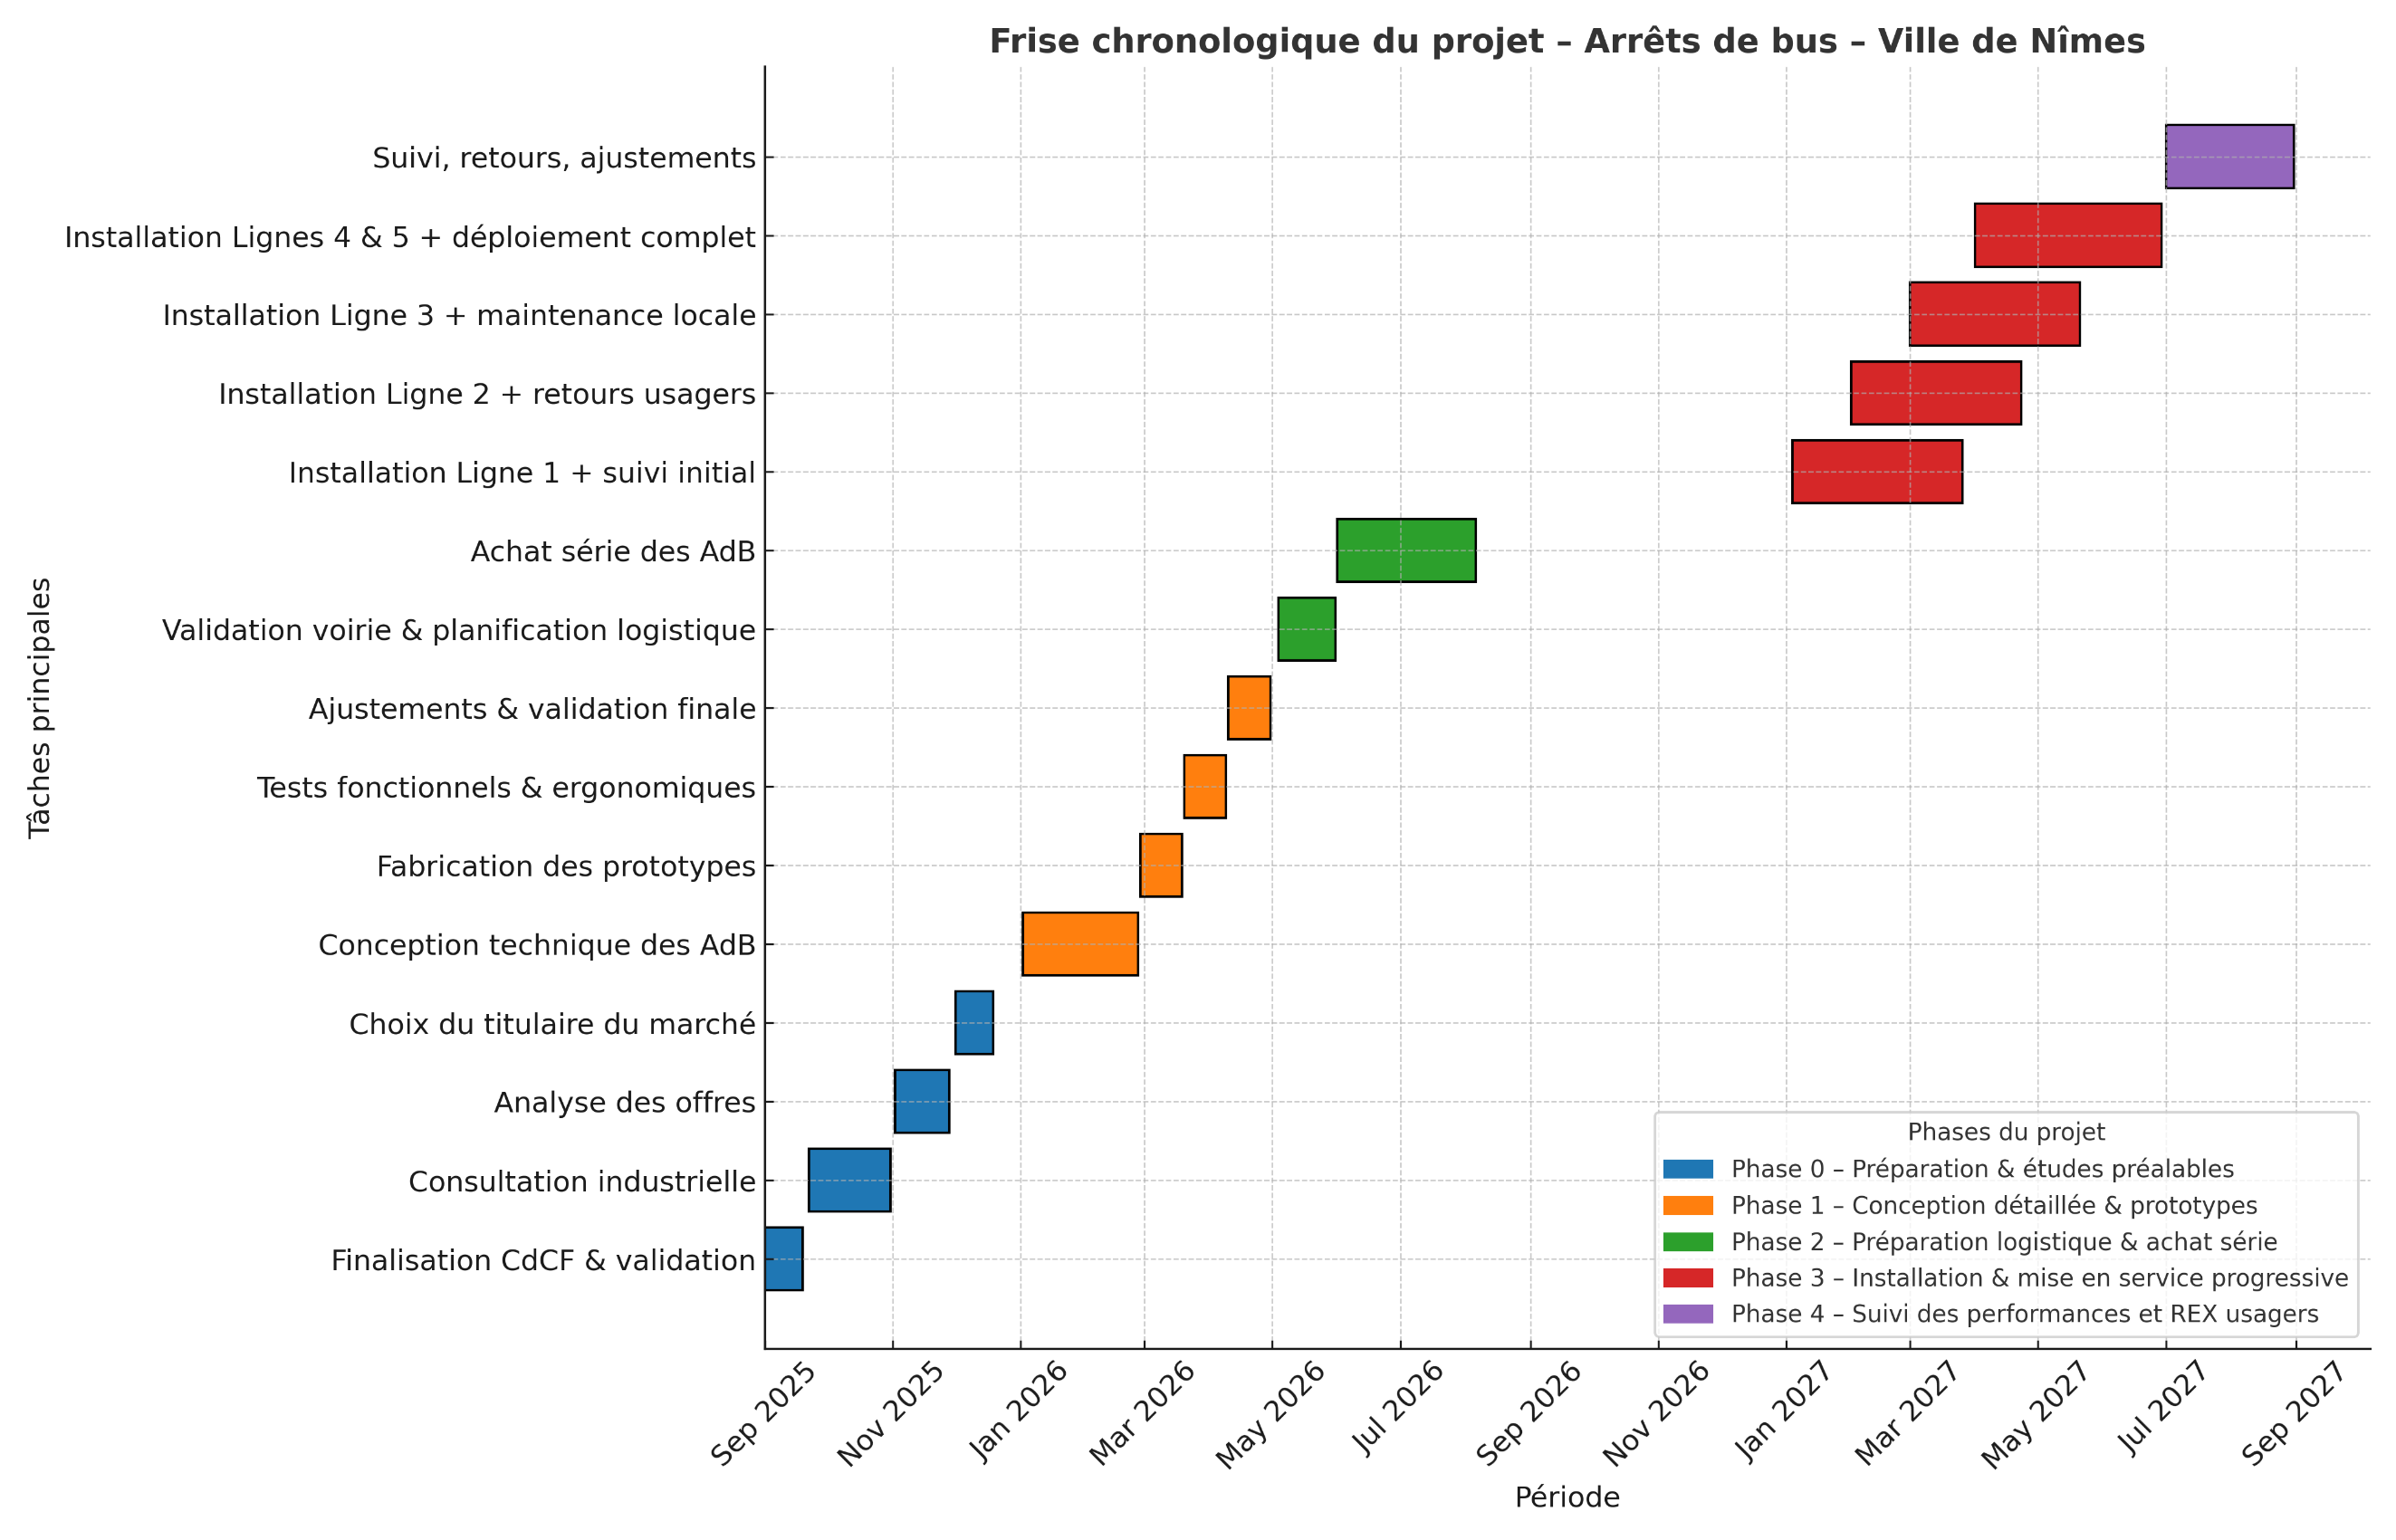 Frise chronologique du projet – Arrêts de bus – Ville de Nîmes
Tâches principales
Suivi, retours, ajustements
Installation Lignes 4 & 5 + déploiement complet
Installation Ligne 3 + maintenance locale
Installation Ligne 2 + retours usagers
Installation Ligne 1 + suivi initial
Achat série des AdB
Validation voirie & planification logistique
Ajustements & validation finale
Tests fonctionnels & ergonomiques
Fabrication des prototypes
Conception technique des AdB
Choix du titulaire du marché
Analyse des offres
Consultation industrielle
Finalisation CdCF & validation
Phases du projet
Phase 0 – Préparation & études préalables
Phase 1 – Conception détaillée & prototypes
Phase 2 – Préparation logistique & achat série
Phase 3 – Installation & mise en service progressive
Phase 4 – Suivi des performances et REX usagers
Sep 2025
Nov 2025
Jan 2026
Mar 2026
May 2026
Jul 2026
Sep 2026
Nov 2026
Jan 2027
Mar 2027
May 2027
Jul 2027
Sep 2027
Période